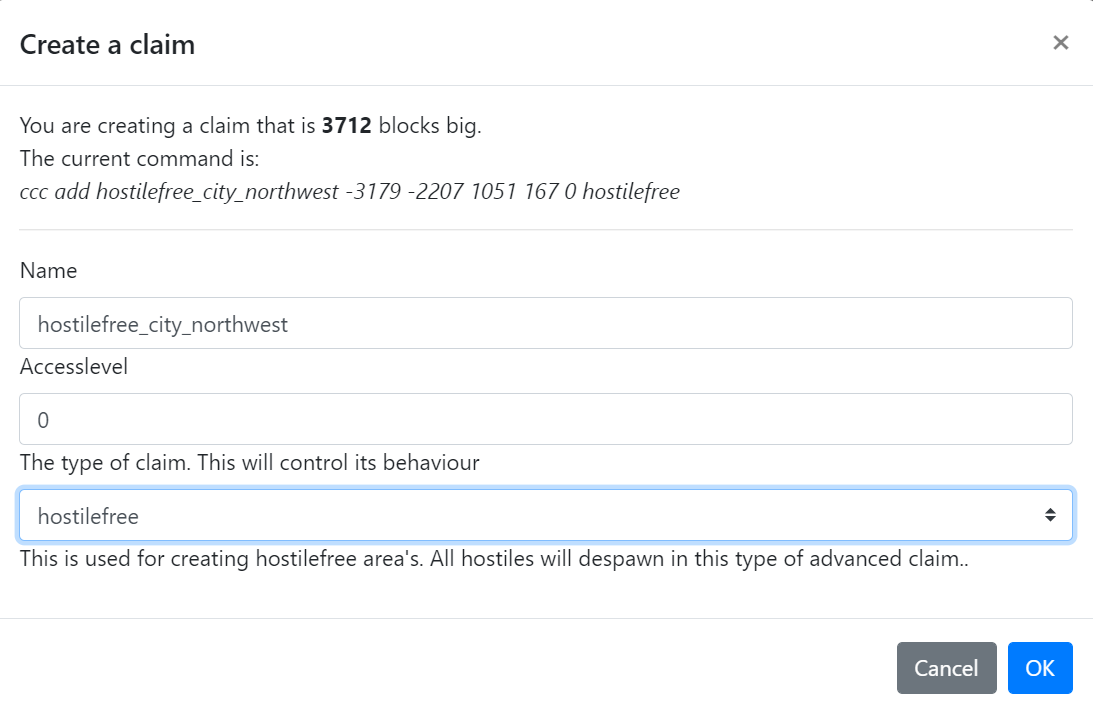 Create a claim
×
You are creating a claim that is 3712 blocks big.
The current command is:
ccc add hostilefree_city_northwest -3179 -2207 1051 167 0 hostilefree
Name
hostilefree_city_northwest
Accesslevel
0
The type of claim. This will control its behaviour
hostilefree
This is used for creating hostilefree area's. All hostiles will despawn in this type of advanced claim..
Cancel
OK